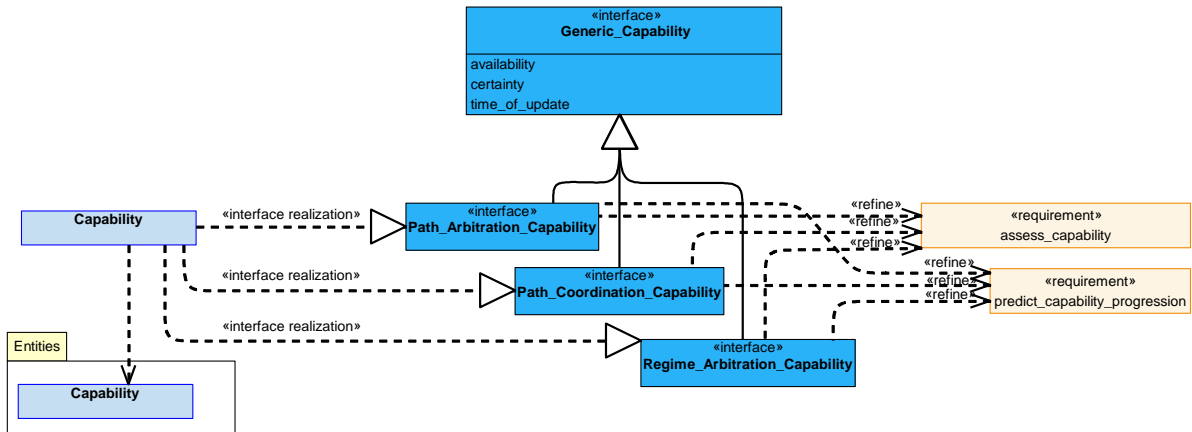 «interface»
Generic_Capability
availability
certainty
time_of_update
Capability
«interface realization»
«interface»
Path_Arbitration_Capability
«refine»
«refine»
«refine»
«requirement»
assess_capability
«interface realization»
«interface»
Path_Coordination_Capability
«refine»
«refine»
«refine»
«requirement»
predict_capability_progression
«interface realization»
«interface»
Regime_Arbitration_Capability
Entities
Capability